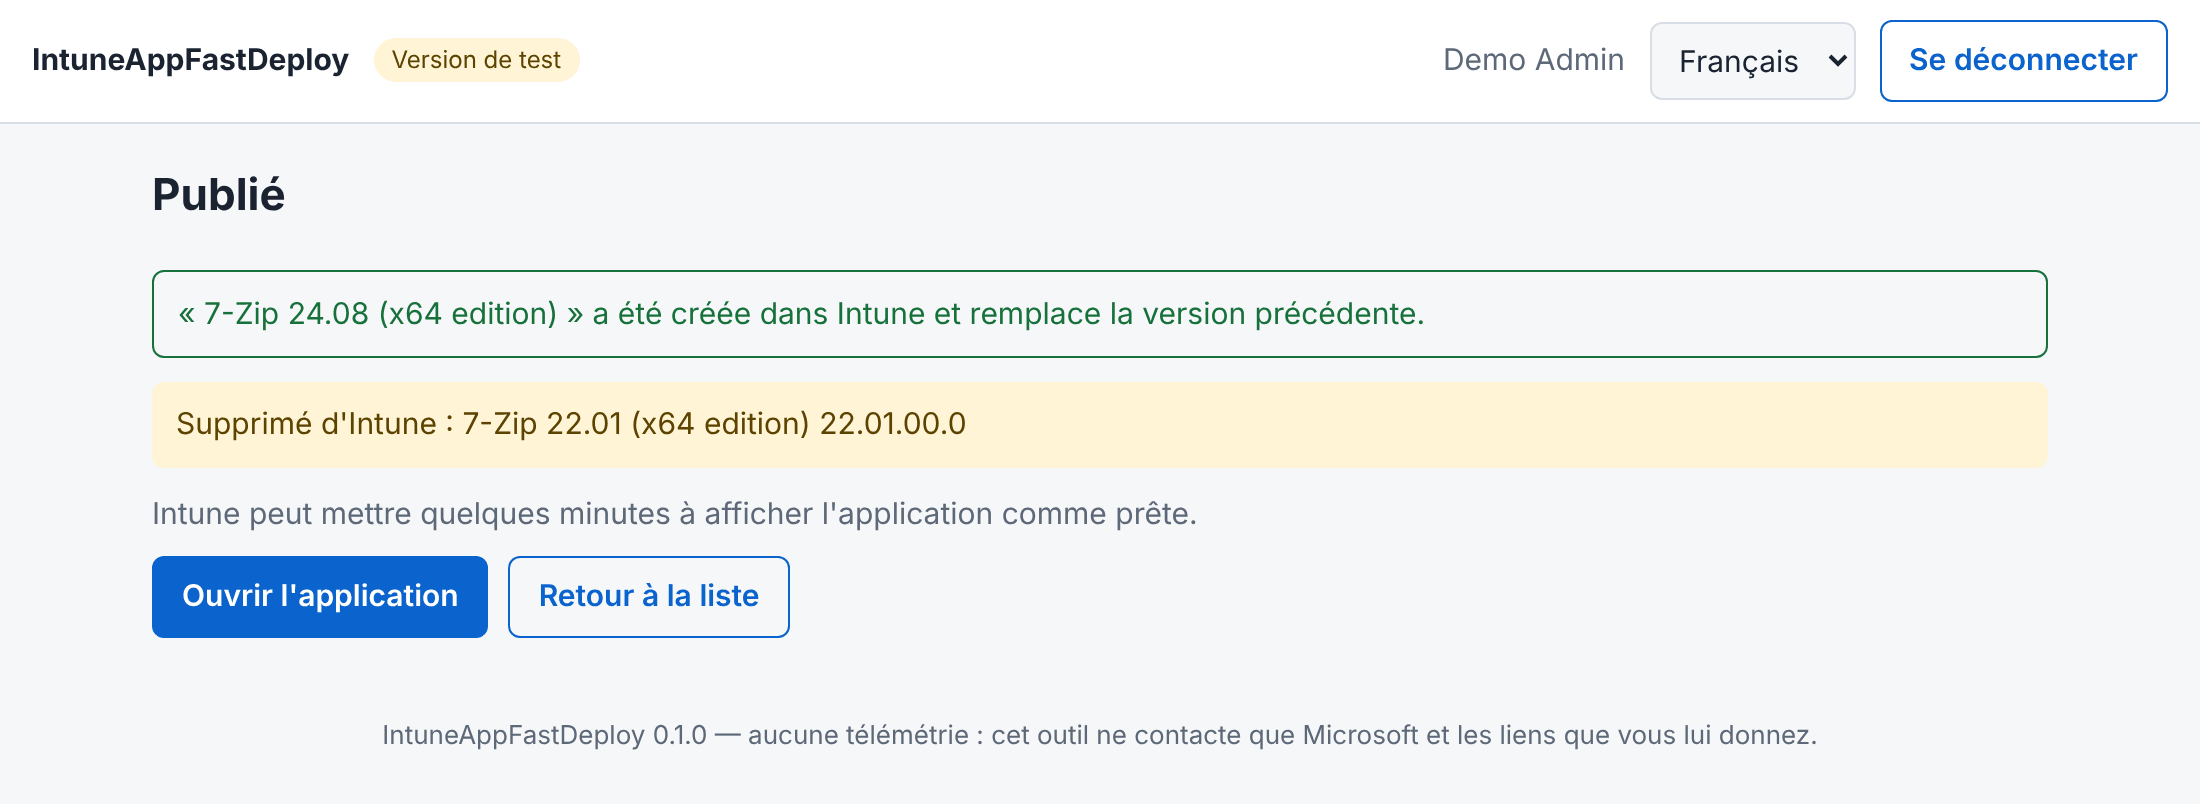 IntuneAppFastDeploy
Version de test
Demo Admin
Français
Se déconnecter
Publié
« 7-Zip 24.08 (x64 edition) » a été créée dans Intune et remplace la version précédente.
Supprimé d'Intune : 7-Zip 22.01 (x64 edition) 22.01.00.0
Intune peut mettre quelques minutes à afficher l'application comme prête.
Ouvrir l'application
Retour à la liste
IntuneAppFastDeploy 0.1.0 — aucune télémétrie : cet outil ne contacte que Microsoft et les liens que vous lui donnez.